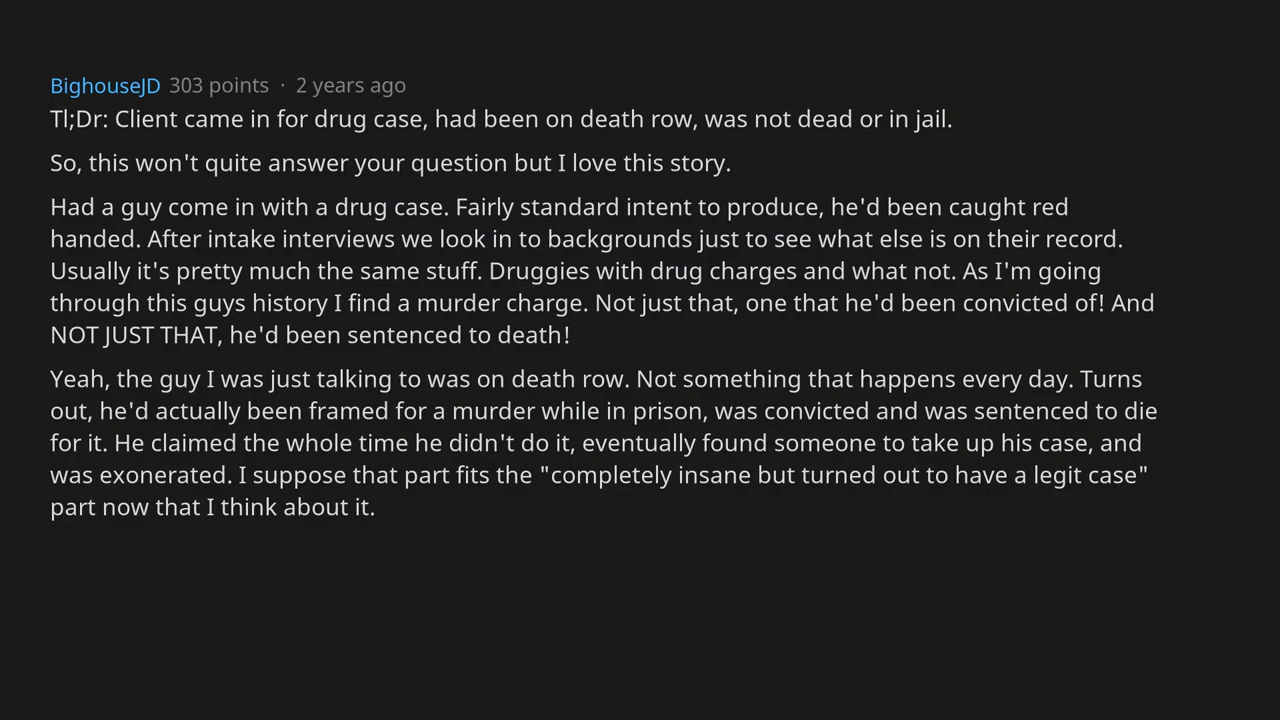 BighouseJD 303 points · 2 years ago
Tl;Dr: Client came in for drug case, had been on death row, was not dead or in jail.
So, this won't quite answer your question but I love this story.
Had a guy come in with a drug case. Fairly standard intent to produce, he'd been caught red
handed. After intake interviews we look in to backgrounds just to see what else is on their record.
Usually it's pretty much the same stuff. Druggies with drug charges and what not. As I'm going
through this guys history I find a murder charge. Not just that, one that he'd been convicted of! And
NOT JUST THAT, he'd been sentenced to death!
Yeah, the guy I was just talking to was on death row. Not something that happens every day. Turns
out, he'd actually been framed for a murder while in prison, was convicted and was sentenced to die
for it. He claimed the whole time he didn't do it, eventually found someone to take up his case, and
was exonerated. I suppose that part fits the "completely insane but turned out to have a legit case"
part now that I think about it.